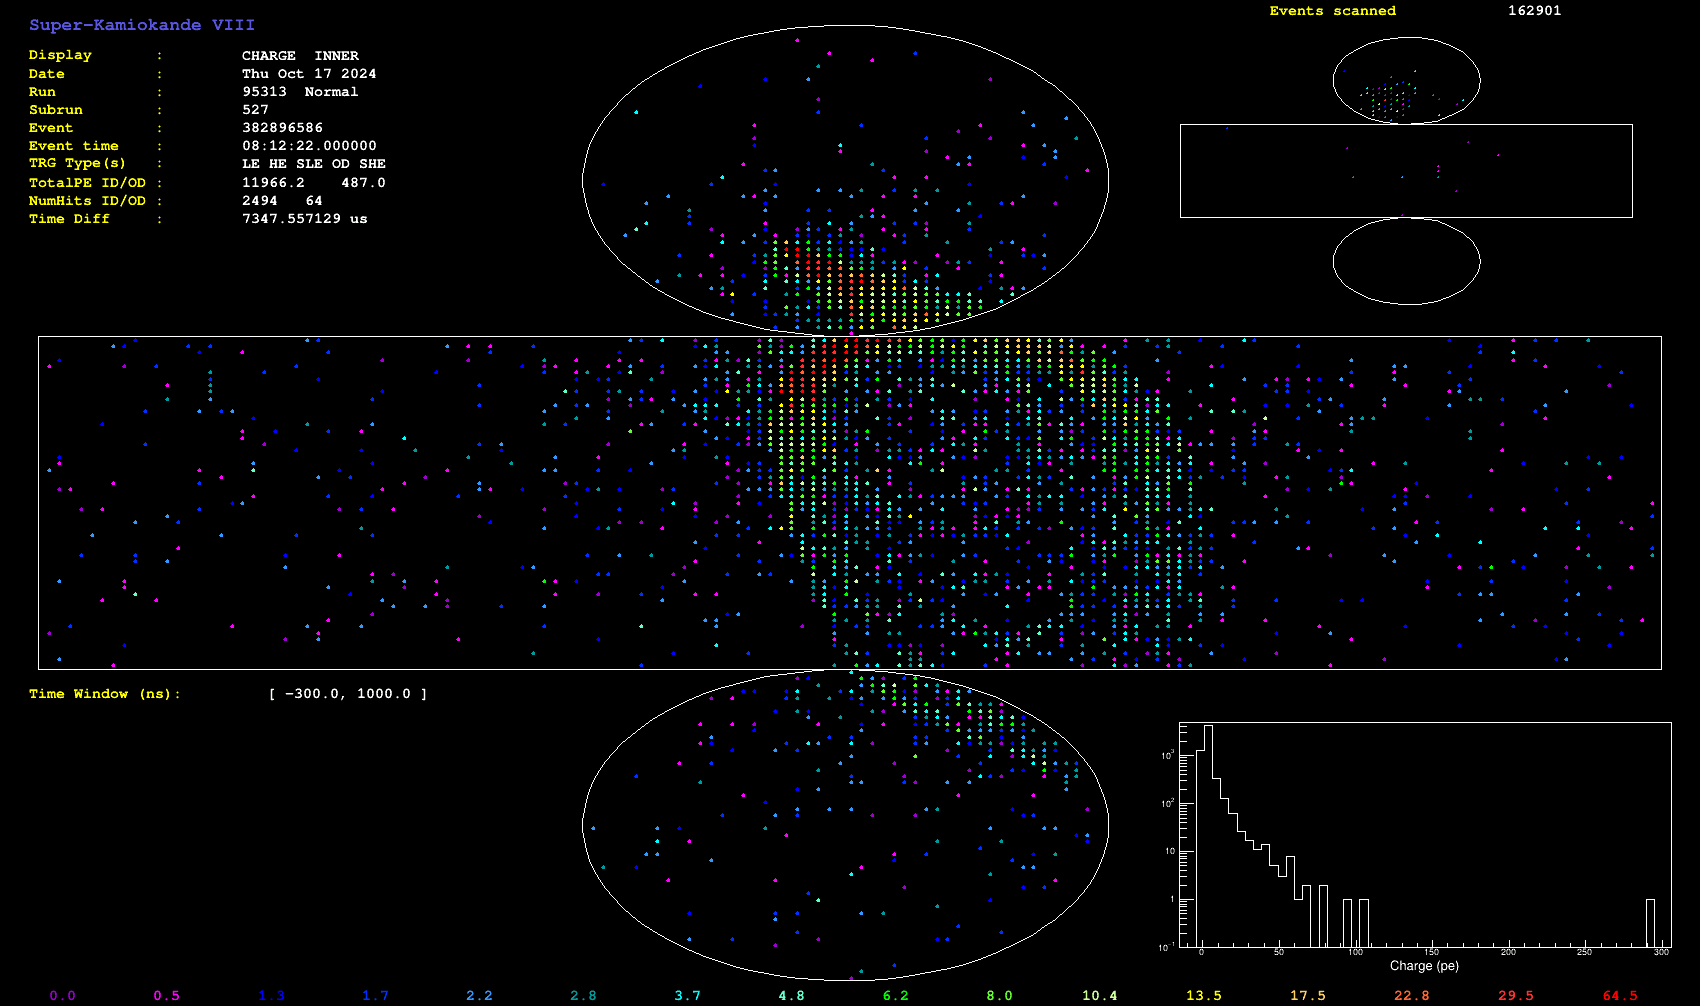 Super-Kamiokande VIII
Events scanned 162901
Display : CHARGE INNER
Date : Thu Oct 17 2024
Run : 95313 Normal
Subrun : 527
Event : 382896586
Event time : 08:12:22.000000
TRG Type(s) : LE HE SLE OD SHE
TotalPE ID/OD : 11966.2 487.0
NumHits ID/OD : 2494 64
Time Diff : 7347.557129 us
Time Window (ns): [ -300.0, 1000.0 ]
10³
10²
10
1
10⁻¹
0 50 100 150 200 250 300
Charge (pe)
0.0 0.5 1.3 1.7 2.2 2.8 3.7 4.8 6.2 8.0 10.4 13.5 17.5 22.8 29.5 64.5